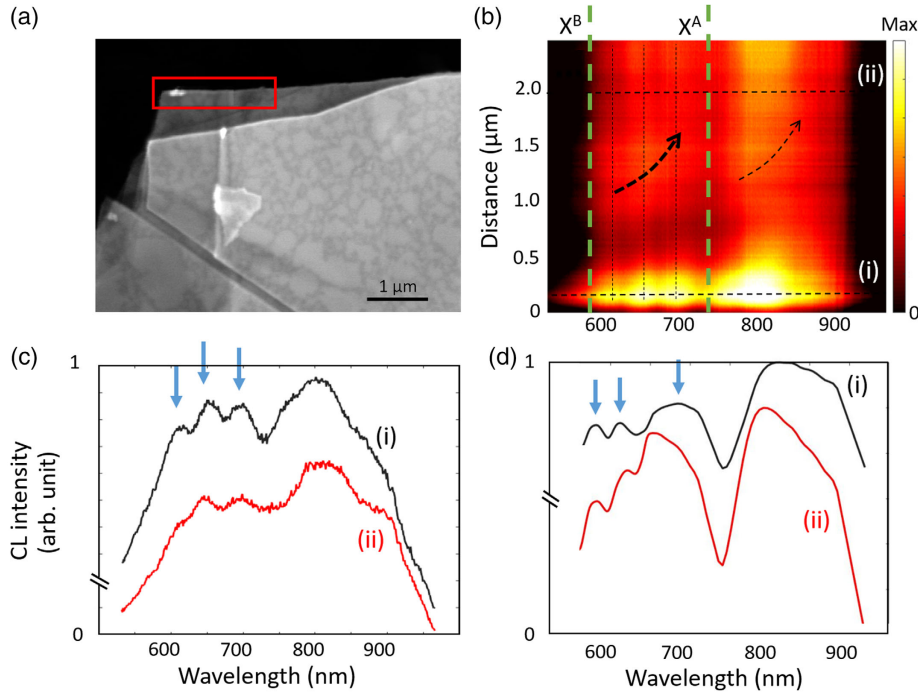 (a)
1 μm
(b)
X^B
X^A
Max
0
(ii)
(i)
Distance (μm)
2.0
1.5
1.0
0.5
0
600
700
800
900
(c)
1
0
CL intensity
(arb. unit)
(i)
(ii)
600
700
800
900
Wavelength (nm)
(d)
1
0
(i)
(ii)
600
700
800
900
Wavelength (nm)